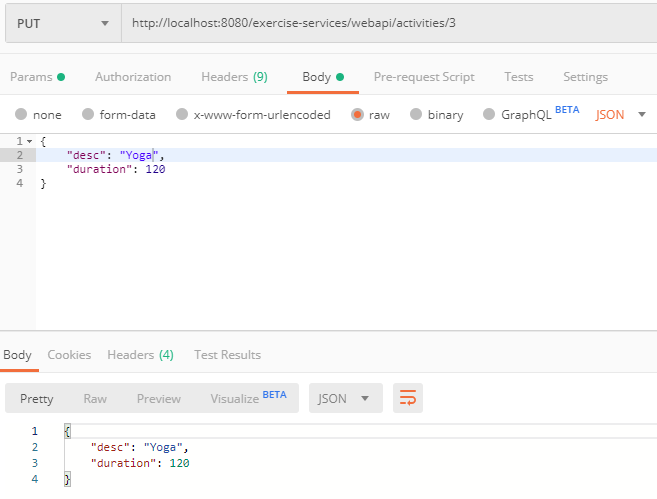 PUT http://localhost:8080/exercise-services/webapi/activities/3
Params Authorization Headers (9) Body Pre-request Script Tests Settings
none form-data x-www-form-urlencoded raw binary GraphQL BETA JSON
1 {
2 "desc": "Yoga",
3 "duration": 120
4 }
Body Cookies Headers (4) Test Results
Pretty Raw Preview Visualize BETA JSON
1 {
2 "desc": "Yoga",
3 "duration": 120
4 }